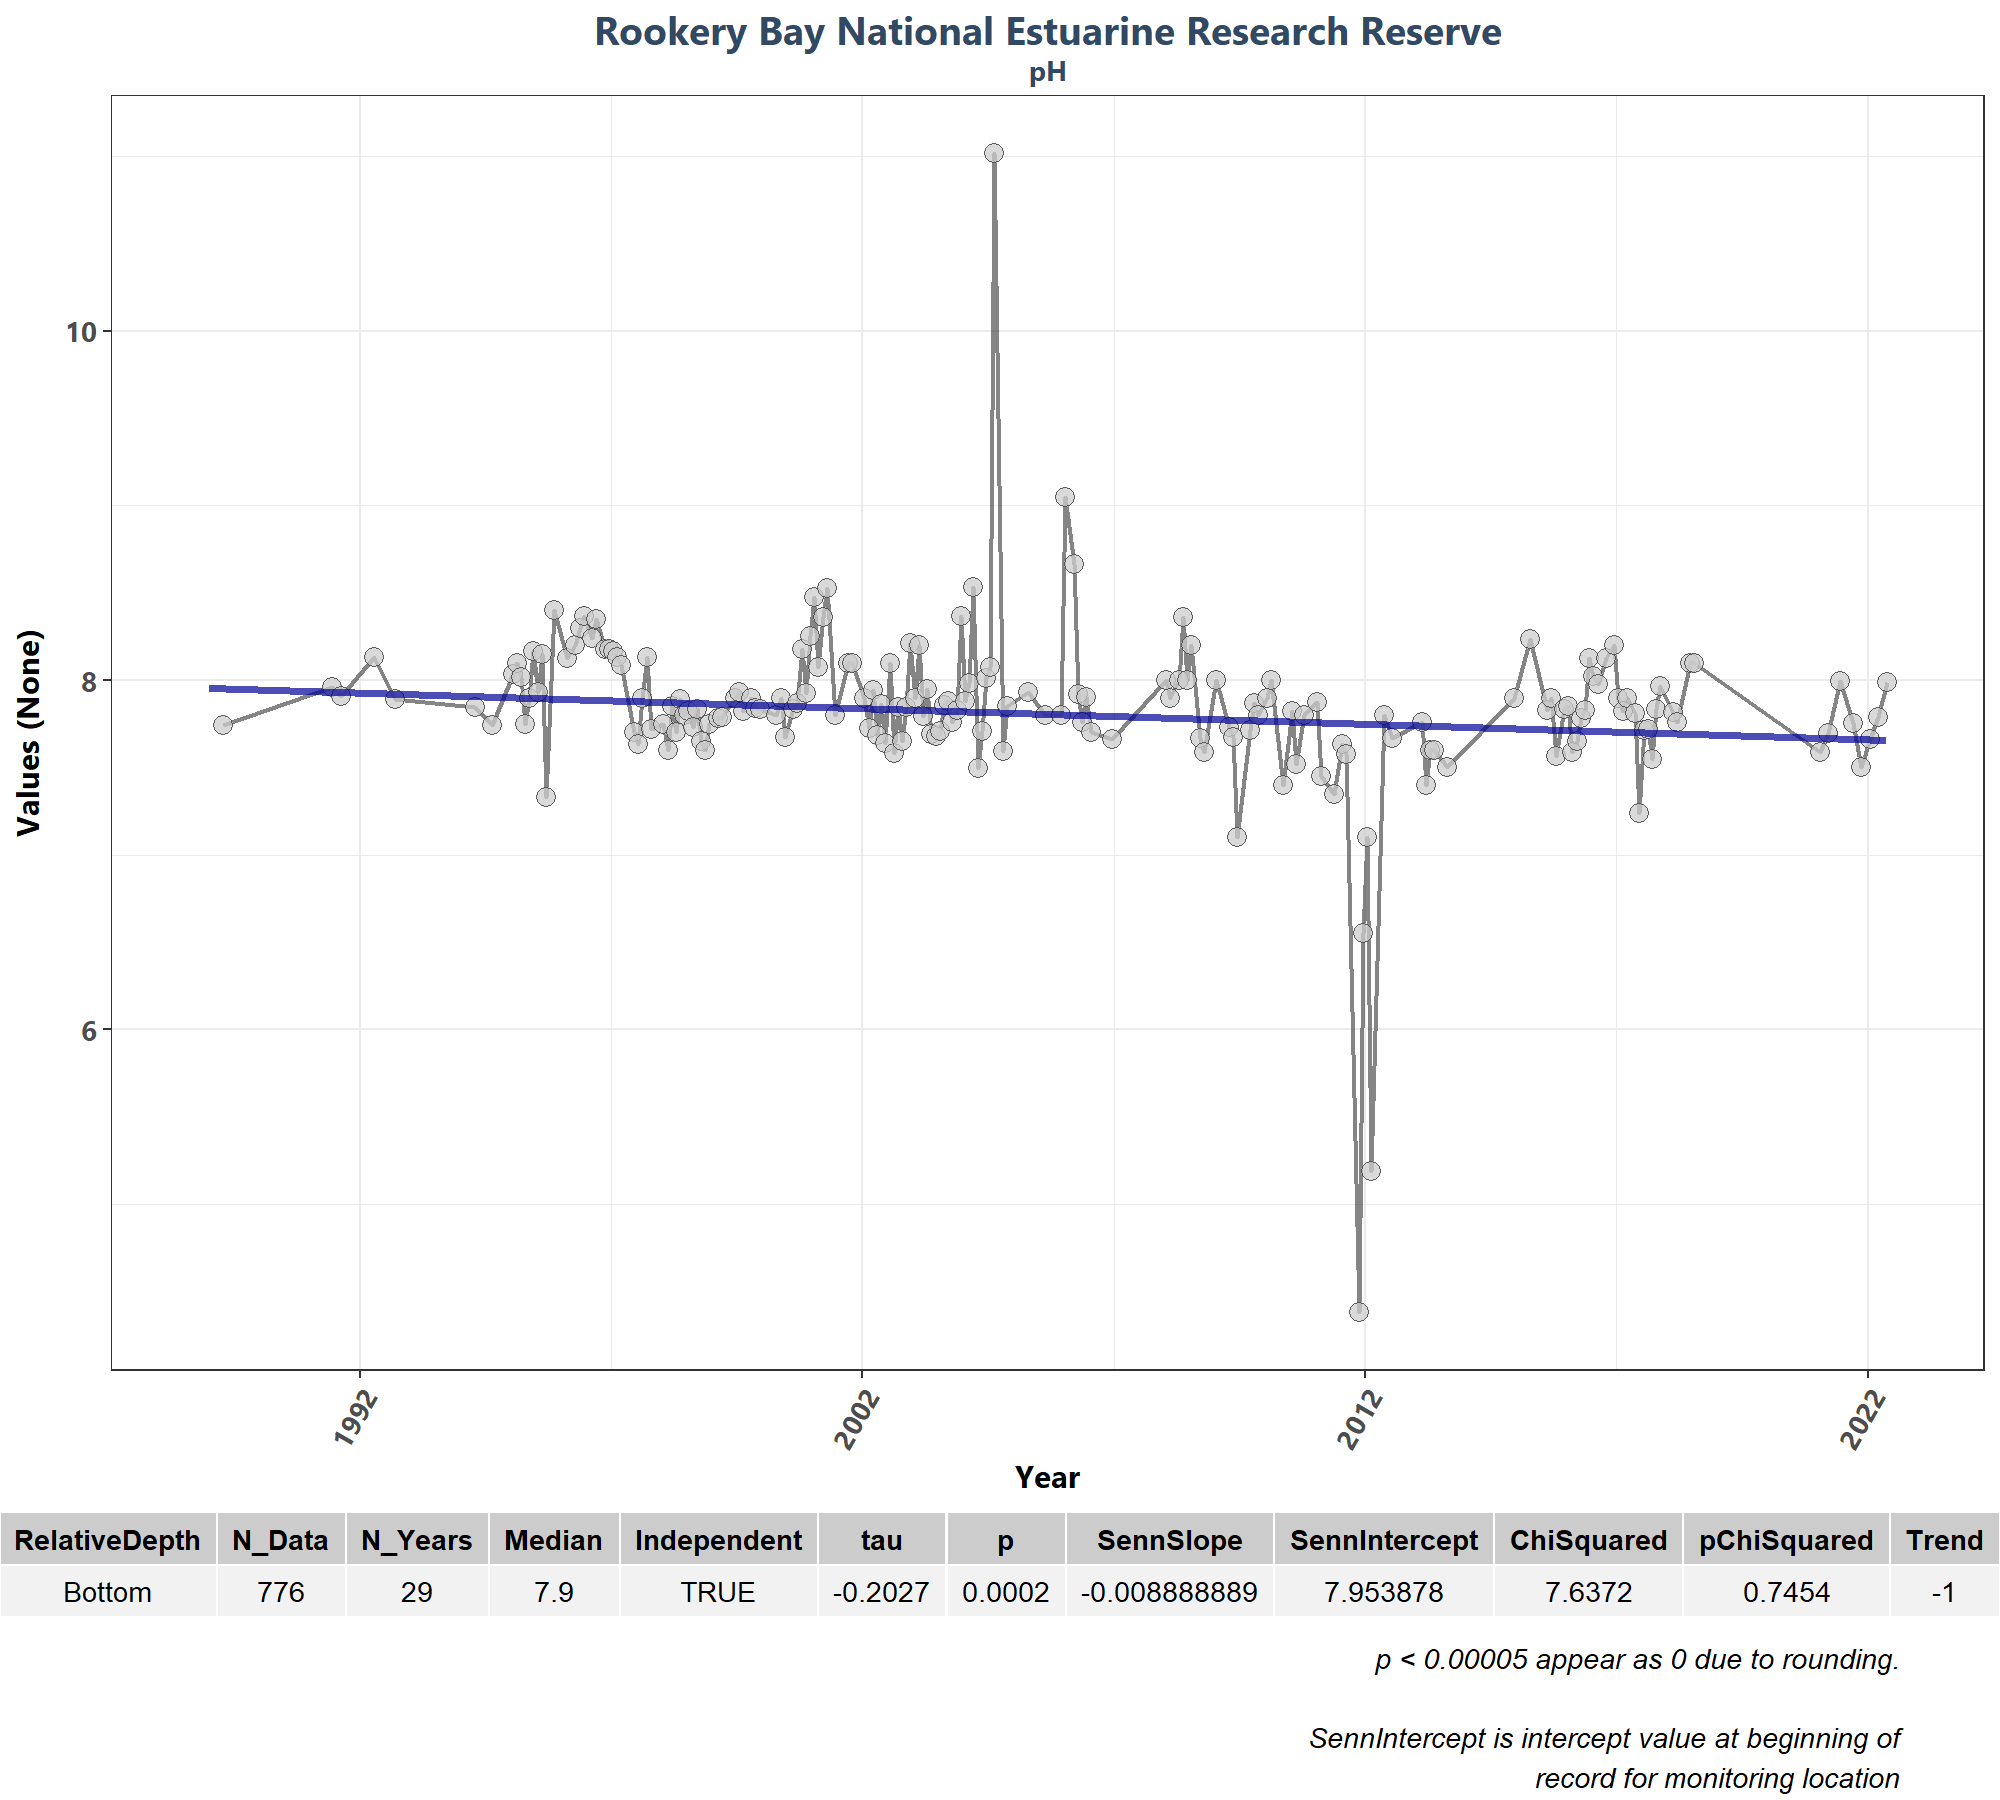 Rookery Bay National Estuarine Research Reserve
pH
Values (None)
10
8
6
1992
2002
2012
2022
Year
RelativeDepth N_Data N_Years Median Independent tau p SennSlope SennIntercept ChiSquared pChiSquared Trend
Bottom 776 29 7.9 TRUE -0.2027 0.0002 -0.008888889 7.953878 7.6372 0.7454 -1
p < 0.00005 appear as 0 due to rounding.
SennIntercept is intercept value at beginning of
record for monitoring location